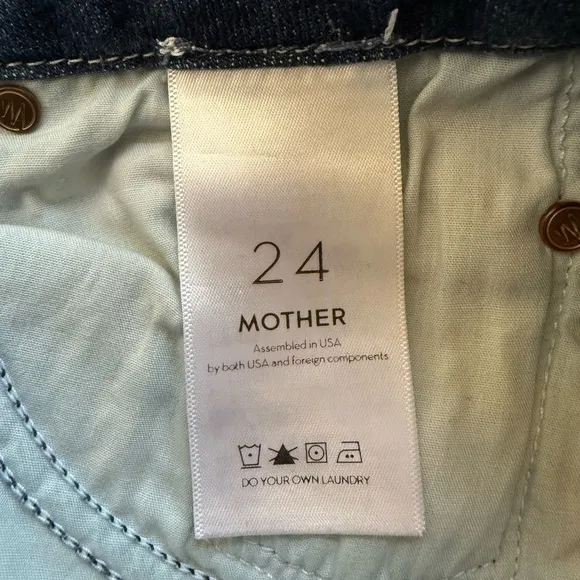 24
MOTHER
Assembled in USA
by both USA and foreign components
DO YOUR OWN LAUNDRY
M
M